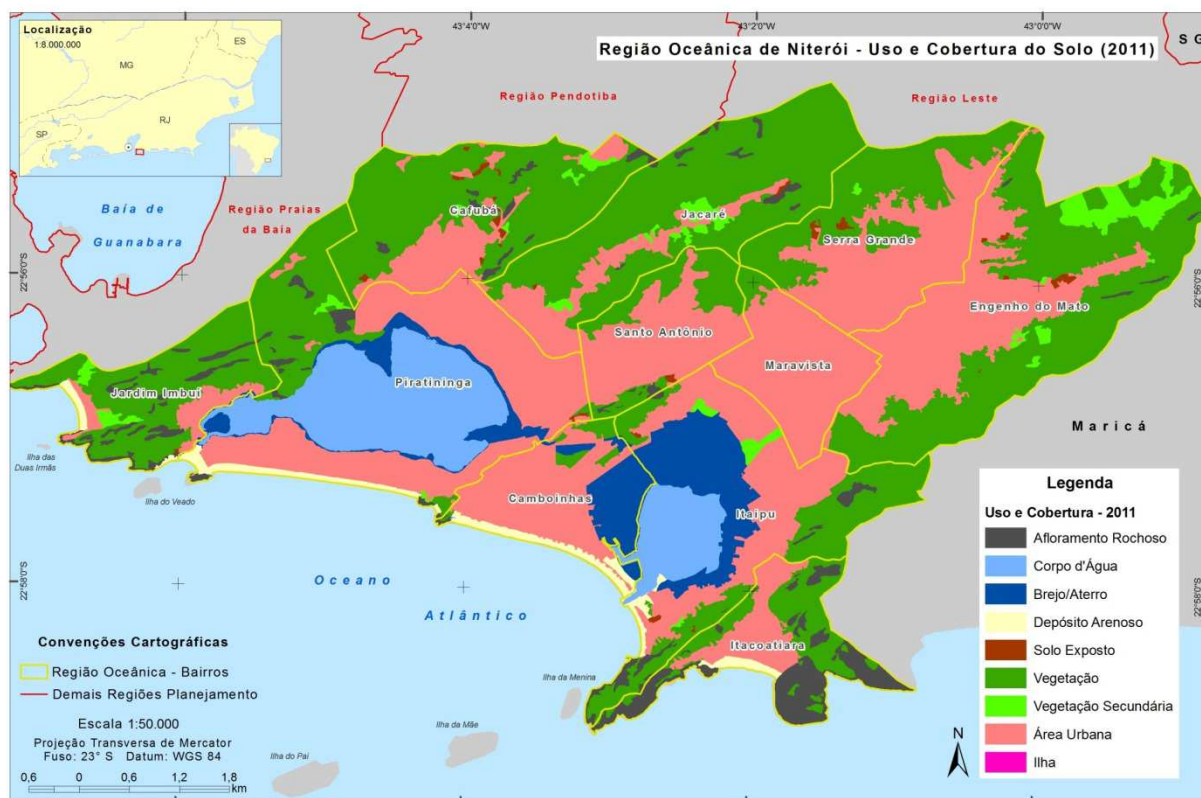 Localização
1:8.000.000
ES
MG
RJ
SP
43°4'0"W
43°2'0"W
43°0'0"W
Região Oceânica de Niterói - Uso e Cobertura do Solo (2011)
S G
Região Pendotiba
Região Leste
Baía de
Guanabara
Região Praias
da Baía
22°56'0"S
22°56'0"S
Cafubá
Jacaré
Serra Grande
Engenho do Mato
Santo Antônio
Maravista
Piratininga
Jardim Imbuí
Maricá
Ilha das
Duas Irmãs
Ilha do Veado
Camboinhas
Itaipu
22°58'0"S
22°58'0"S
Oceano
Atlântico
Itacoatiara
Ilha da Menina
Ilha da Mãe
Ilha do Pai
Convenções Cartográficas
Região Oceânica - Bairros
Demais Regiões Planejamento
Escala 1:50.000
Projeção Transversa de Mercator
Fuso: 23° S Datum: WGS 84
0,6 0 0,6 1,2 1,8
km
N
Legenda
Uso e Cobertura - 2011
Afloramento Rochoso
Corpo d'Água
Brejo/Aterro
Depósito Arenoso
Solo Exposto
Vegetação
Vegetação Secundária
Área Urbana
Ilha